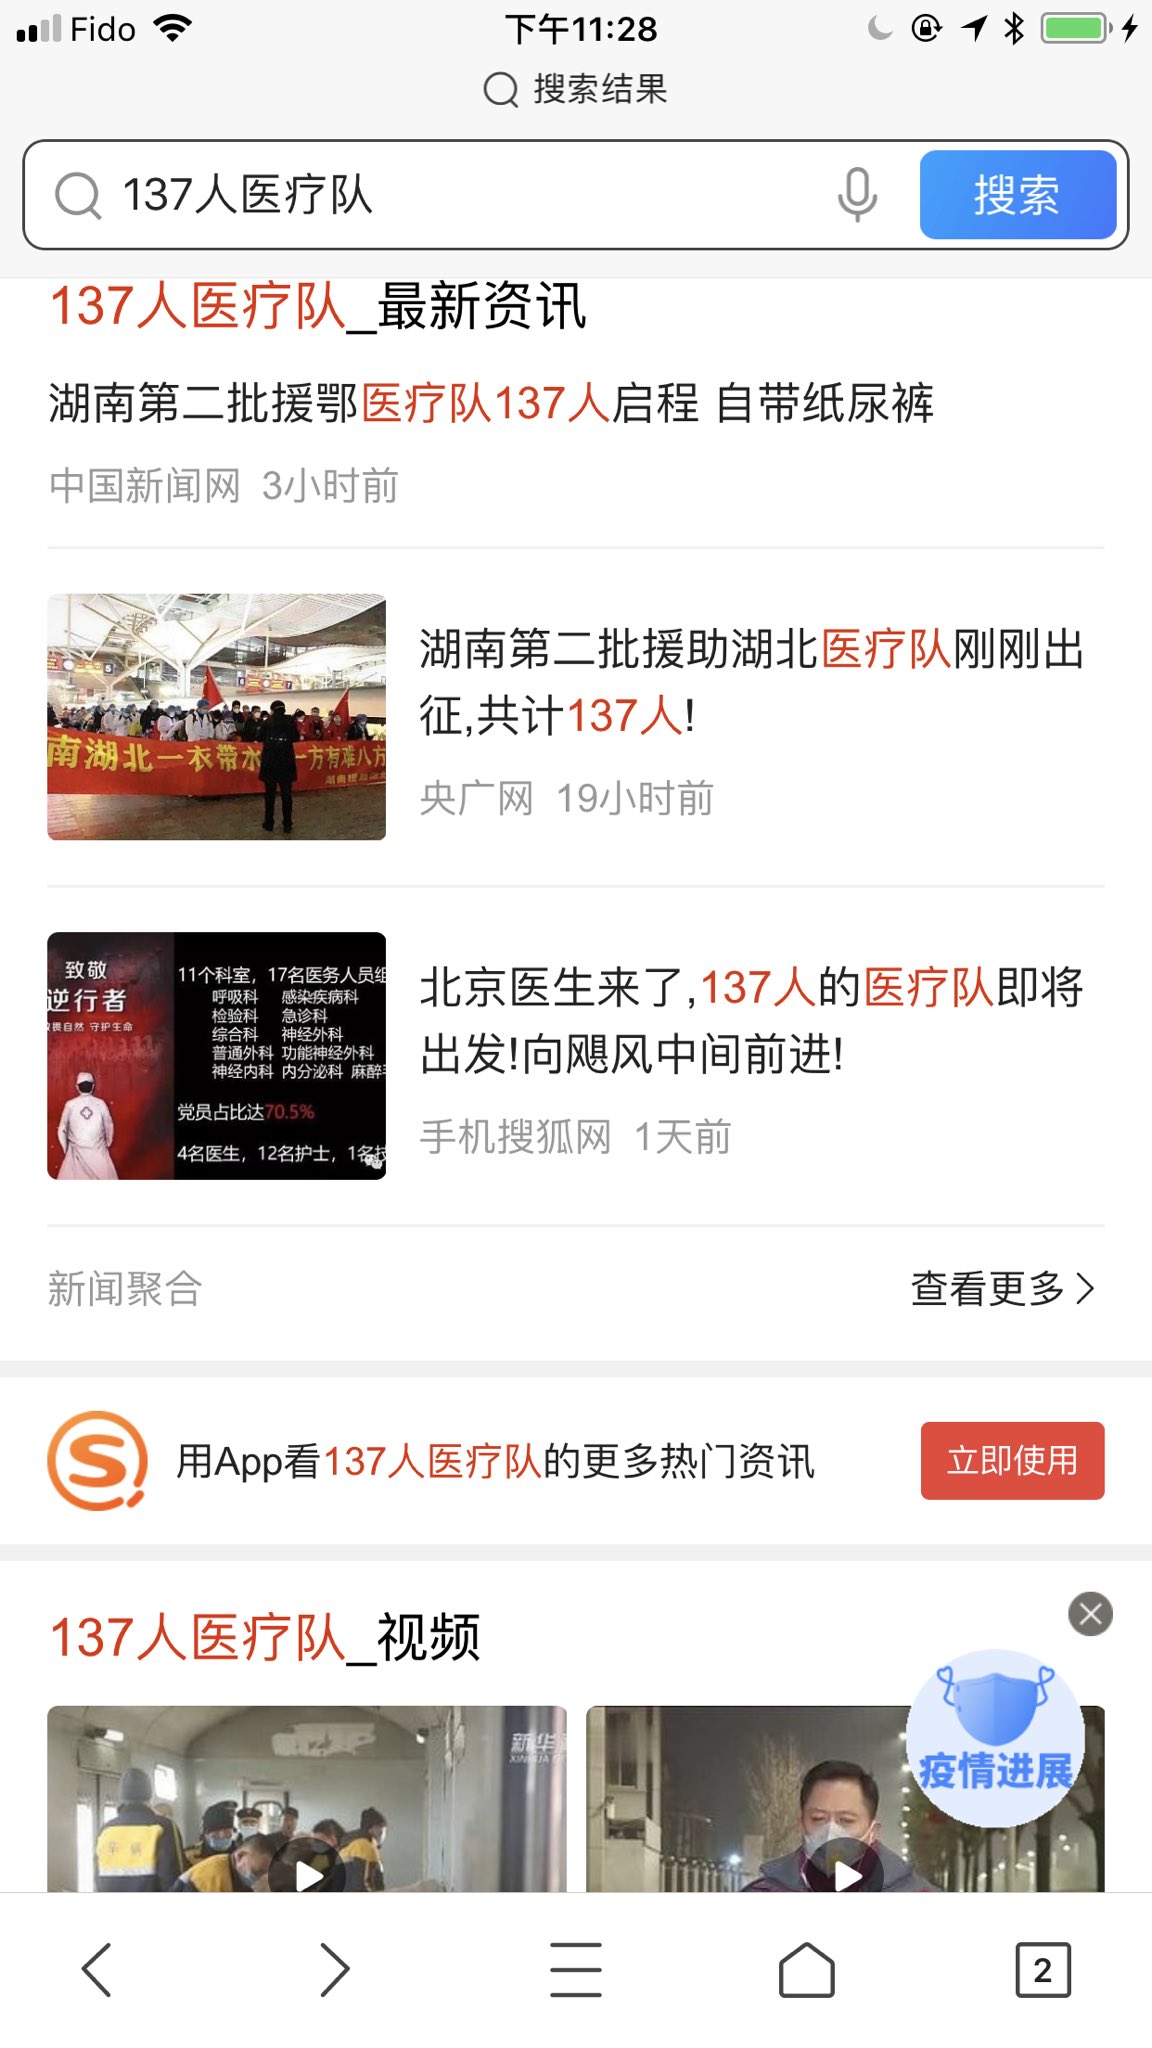 Fido
下午11:28
搜索结果
137人医疗队
搜索
137人医疗队_最新资讯
湖南第二批援鄂医疗队137人启程 自带纸尿裤
中国新闻网 3小时前
南湖北一衣带水 一方有难八方
湖南第二批援助湖北医疗队刚刚出
征,共计137人!
央广网 19小时前
致敬
逆行者
敬畏自然 守护生命
11个科室，17名医务人员组
呼吸科 感染疾病科
检验科 急诊科
综合科 神经外科
普通外科 功能神经外科
神经内科 内分泌科 麻醉手
党员占比达70.5%
4名医生，12名护士，1名技
北京医生来了,137人的医疗队即将
出发!向飓风中间前进!
手机搜狐网 1天前
新闻聚合
查看更多
用App看137人医疗队的更多热门资讯
立即使用
137人医疗队_视频
新华
疫情进展
2